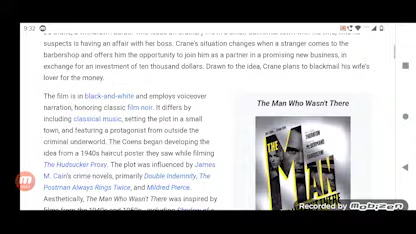 9:32
suspects is having an affair with her boss. Crane's situation changes when a stranger comes to the
barbershop and offers him the opportunity to join him as a partner in a promising new business, in
exchange for an investment of ten thousand dollars. Drawn to the idea, Crane plans to blackmail his wife's
lover for the money.
The film is in black-and-white and employs voiceover
narration, honoring classic film noir. It differs by
including classical music, setting the plot in a small
town, and featuring a protagonist from outside the
criminal underworld. The Coens began developing the
idea from a 1940s haircut poster they saw while filming
The Hudsucker Proxy. The plot was influenced by James
M. Cain's crime novels, primarily Double Indemnity, The
Postman Always Rings Twice, and Mildred Pierce.
Aesthetically, The Man Who Wasn't There was inspired by
The Man Who Wasn't There
THE
MAN
Recorded by mobizen